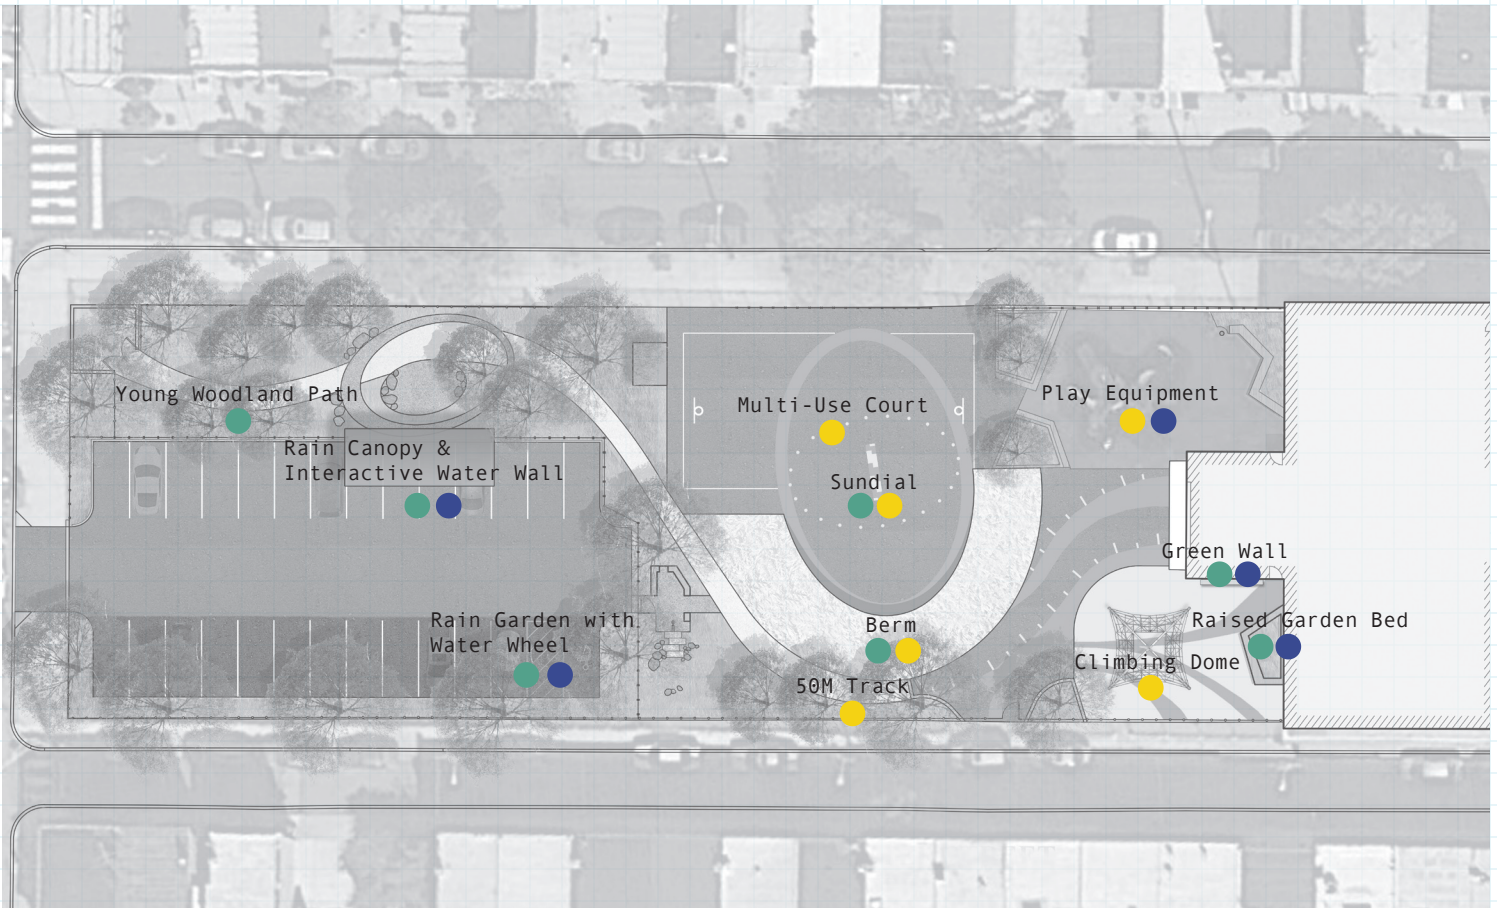 Young Woodland Path
Rain Canopy &
Interactive Water Wall
Multi-Use Court
Sundial
Play Equipment
Green Wall
Raised Garden Bed
Climbing Dome
Rain Garden with
Water Wheel
Berm
50M Track